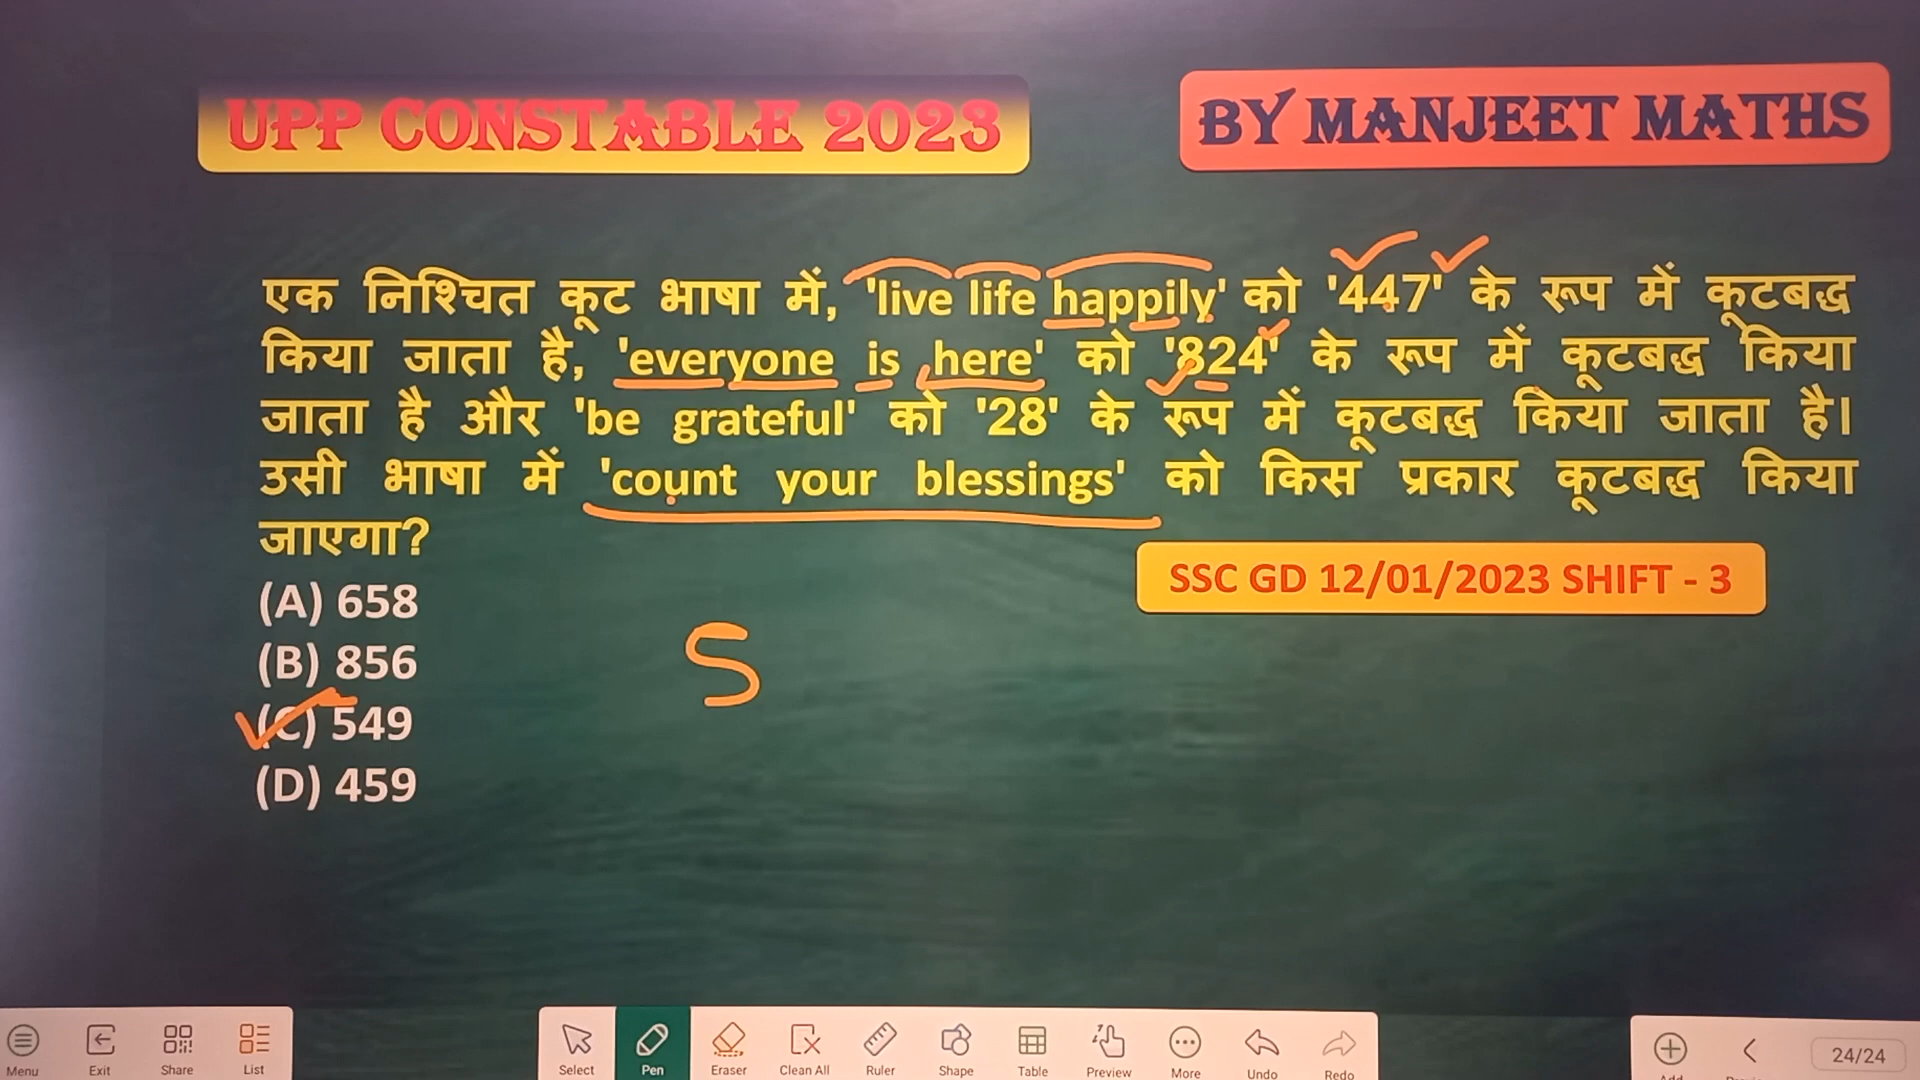 UPP CONSTABLE 2023
BY MANJEET MATHS
एक निश्चित कूट भाषा में, 'live life happily' को '447' के रूप में कूटबद्ध
किया जाता है, 'everyone is here' को '824' के रूप में कूटबद्ध किया
जाता है और 'be grateful' को '28' के रूप में कूटबद्ध किया जाता है।
उसी भाषा में 'count your blessings' को किस प्रकार कूटबद्ध किया
जाएगा?
SSC GD 12/01/2023 SHIFT - 3
(A) 658
(B) 856
(C) 549
(D) 459
5
Menu Exit Share List Select Pen Eraser Clean All Ruler Shape Table Preview More Undo Redo 24/24